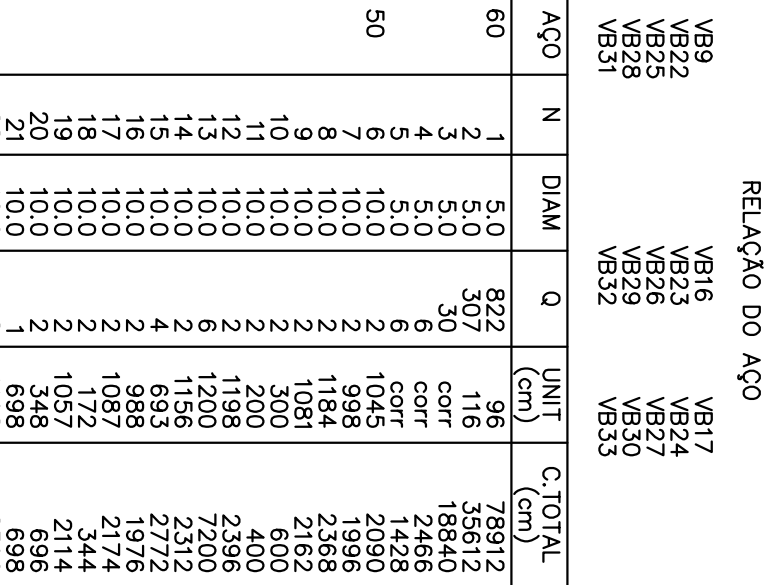 RELAÇÃO DO AÇO
VB9 VB16 VB17
VB22 VB23 VB24
VB25 VB26 VB27
VB28 VB29 VB30
VB31 VB32 VB33
AÇO N DIAM Q UNIT C.TOTAL
(cm) (cm)
60 1 5.0 822 96 78912
2 5.0 307 116 35612
3 5.0 30 corr 18840
4 5.0 6 corr 2466
5 5.0 6 corr 1428
50 6 10.0 2 1045 2090
7 10.0 2 998 1996
8 10.0 2 1184 2368
9 10.0 2 1081 2162
10 10.0 2 300 600
11 10.0 2 200 400
12 10.0 2 1198 2396
13 10.0 6 1200 7200
14 10.0 2 1156 2312
15 10.0 4 693 2772
16 10.0 2 988 1976
17 10.0 2 1087 2174
18 10.0 2 172 344
19 10.0 2 1057 2114
20 10.0 2 348 696
21 10.0 1 698 698